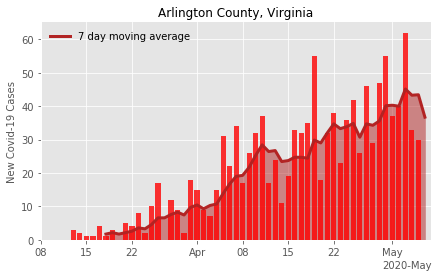 Arlington County, Virginia
7 day moving average
New Covid-19 Cases
60
50
40
30
20
10
0
08
15
22
Apr
08
15
22
May
2020-May